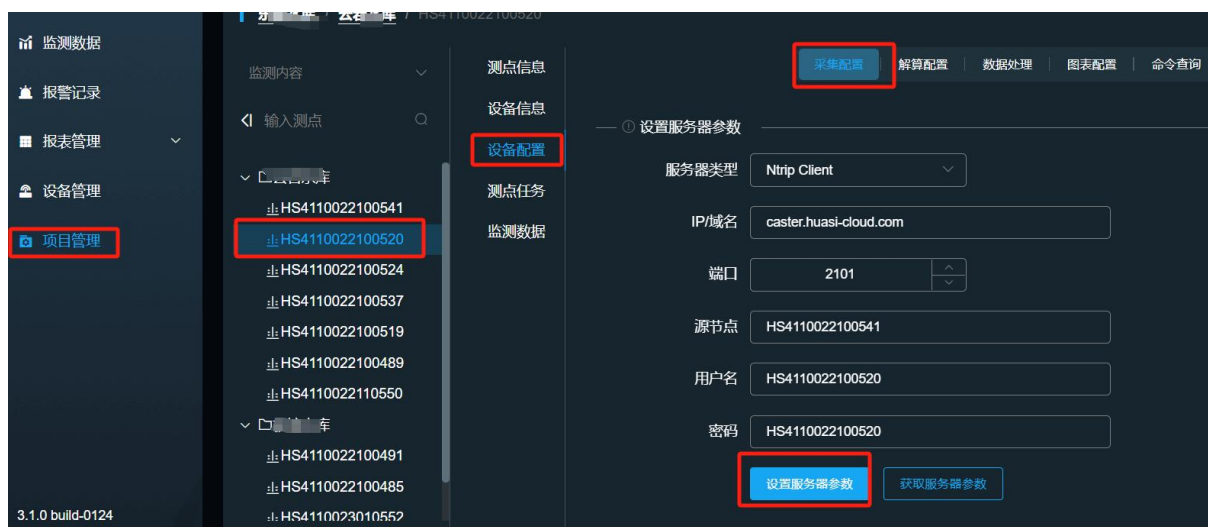 / HS4110022100520
监测数据
报警记录
报表管理
设备管理
项目管理
3.1.0 build-0124
监测内容
输入测点
库
HS4110022100541
HS4110022100520
HS4110022100524
HS4110022100537
HS4110022100519
HS4110022100489
HS4110022110550
库
HS4110022100491
HS4110022100485
HS4110023010552
测点信息
设备信息
设备配置
测点任务
监测数据
采集配置
解算配置
数据处理
图表配置
命令查询
设置服务器参数
服务器类型 Ntrip Client
IP/域名 caster.huasi-cloud.com
端口 2101
源节点 HS4110022100541
用户名 HS4110022100520
密码 HS4110022100520
设置服务器参数 获取服务器参数